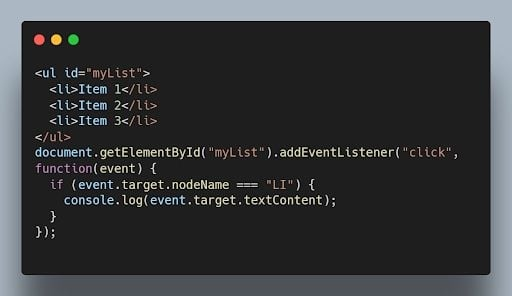 <ul id="myList">
  <li>Item 1</li>
  <li>Item 2</li>
  <li>Item 3</li>
</ul>
document.getElementById("myList").addEventListener("click",
function(event) {
  if (event.target.nodeName === "LI") {
    console.log(event.target.textContent);
  }
});